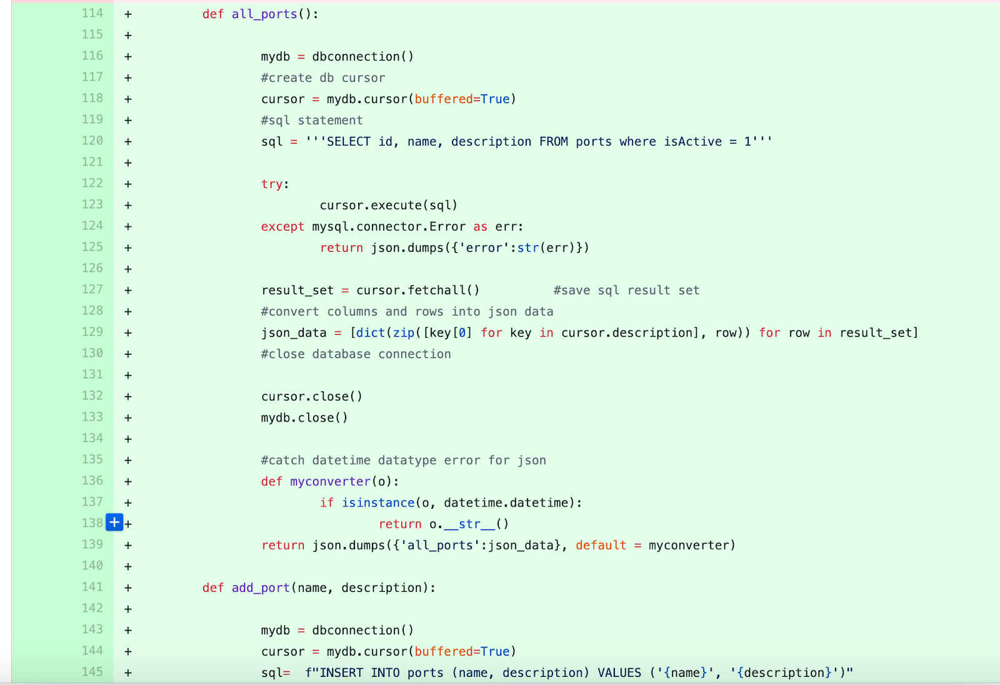 114 + def all_ports():
115 +
116 + mydb = dbconnection()
117 + #create db cursor
118 + cursor = mydb.cursor(buffered=True)
119 + #sql statement
120 + sql = '''SELECT id, name, description FROM ports where isActive = 1'''
121 +
122 + try:
123 + cursor.execute(sql)
124 + except mysql.connector.Error as err:
125 + return json.dumps({'error':str(err)})
126 +
127 + result_set = cursor.fetchall() #save sql result set
128 + #convert columns and rows into json data
129 + json_data = [dict(zip([key[0] for key in cursor.description], row)) for row in result_set]
130 + #close database connection
131 +
132 + cursor.close()
133 + mydb.close()
134 +
135 + #catch datetime datatype error for json
136 + def myconverter(o):
137 + if isinstance(o, datetime.datetime):
138 + + return o.__str__()
139 + return json.dumps({'all_ports':json_data}, default = myconverter)
140 +
141 + def add_port(name, description):
142 +
143 + mydb = dbconnection()
144 + cursor = mydb.cursor(buffered=True)
145 + sql= f"INSERT INTO ports (name, description) VALUES ('{name}', '{description}')"